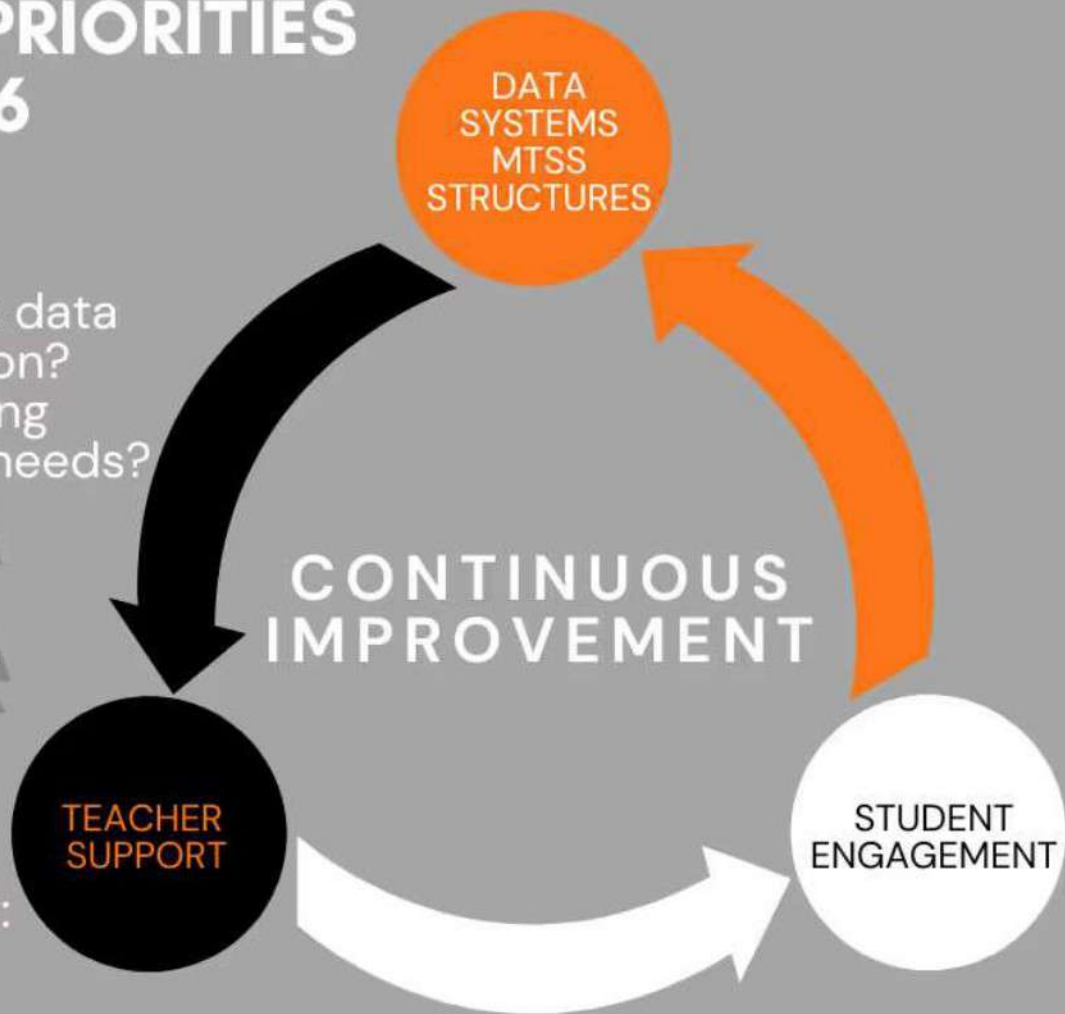 PRIORITIES
6
DATA
SYSTEMS
MTSS
STRUCTURES
data
on?
ng
needs?
CONTINUOUS
IMPROVEMENT
TEACHER
SUPPORT
:
STUDENT
ENGAGEMENT